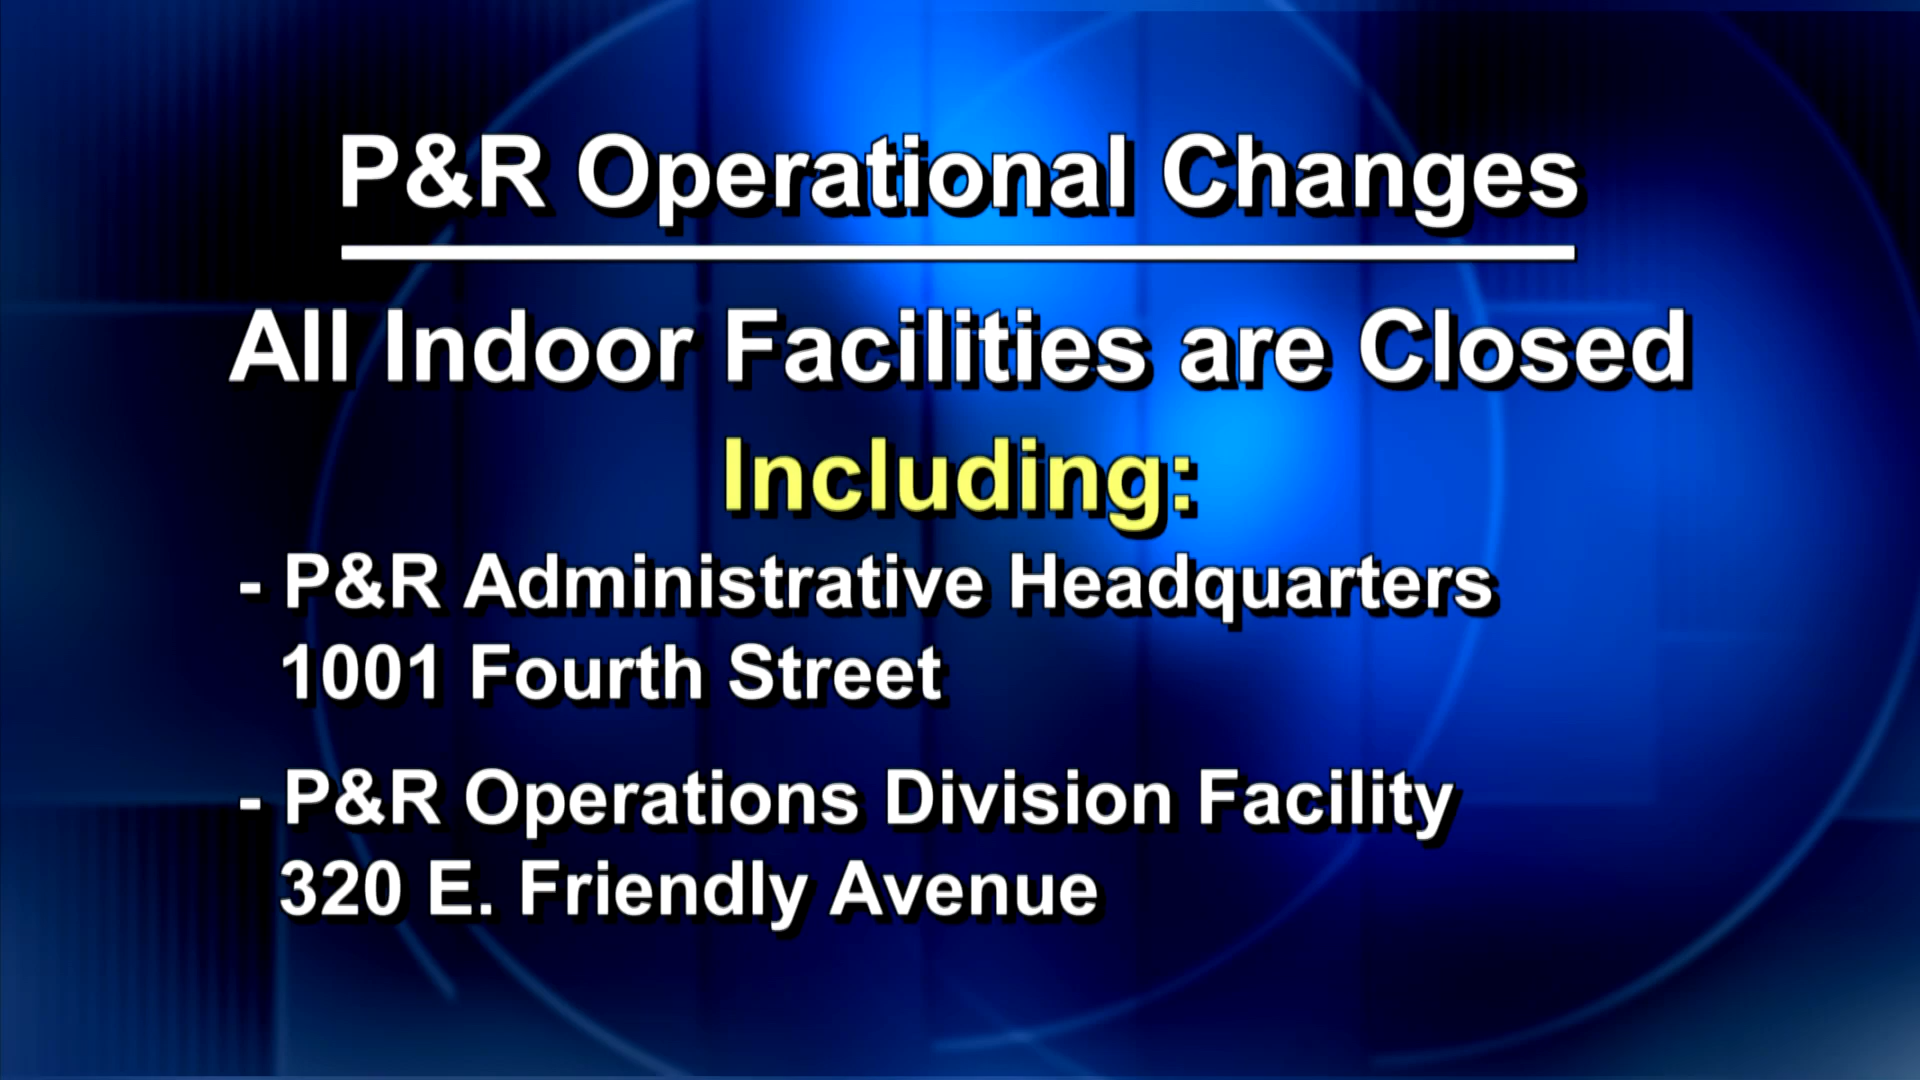 P&R Operational Changes
All Indoor Facilities are Closed
Including:
- P&R Administrative Headquarters
1001 Fourth Street
- P&R Operations Division Facility
320 E. Friendly Avenue